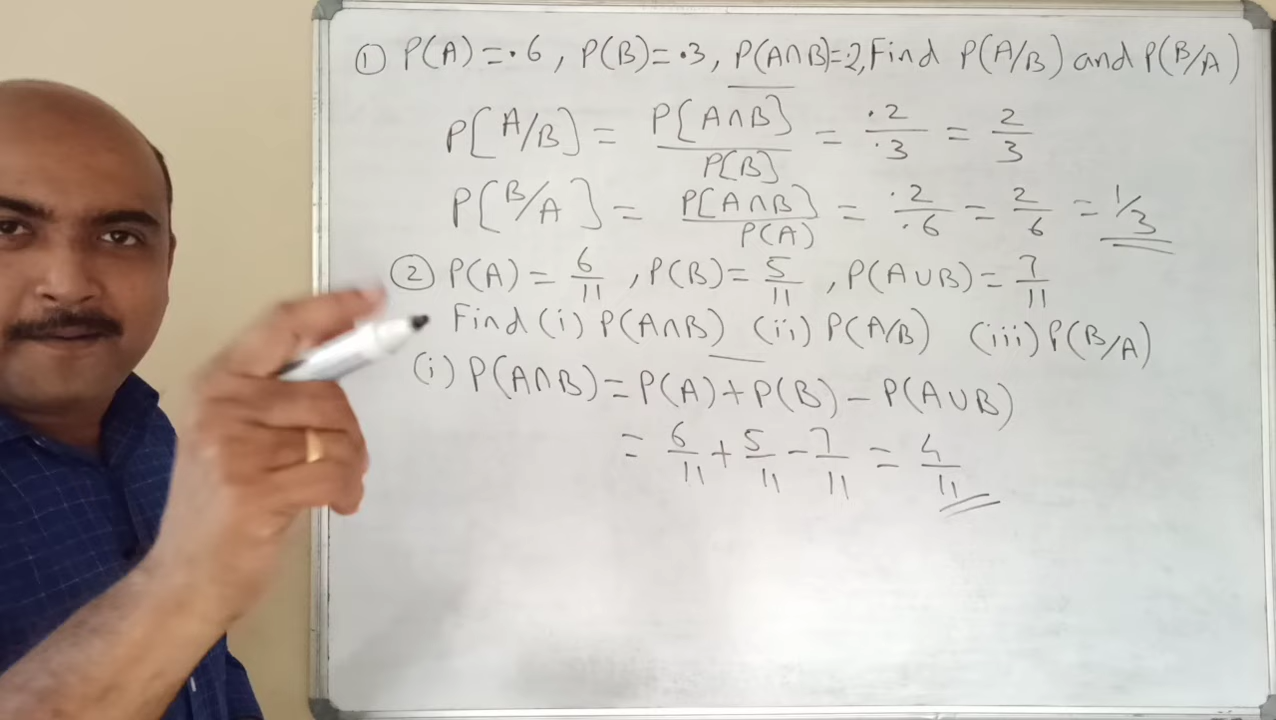 ① P(A) = .6, P(B) = .3, P(A∩B)=.2, Find P(A/B) and P(B/A)
P[A/B] = P[A∩B]/P[B] = .2/.3 = 2/3
P[B/A] = P[A∩B]/P(A) = .2/.6 = 2/6 = 1/3
② P(A) = 6/11, P(B) = 5/11, P(A∪B) = 7/11
Find (i) P(A∩B) (ii) P(A/B) (iii) P(B/A)
(i) P(A∩B) = P(A)+P(B) – P(A∪B)
= 6/11 + 5/11 – 7/11 = 4/11